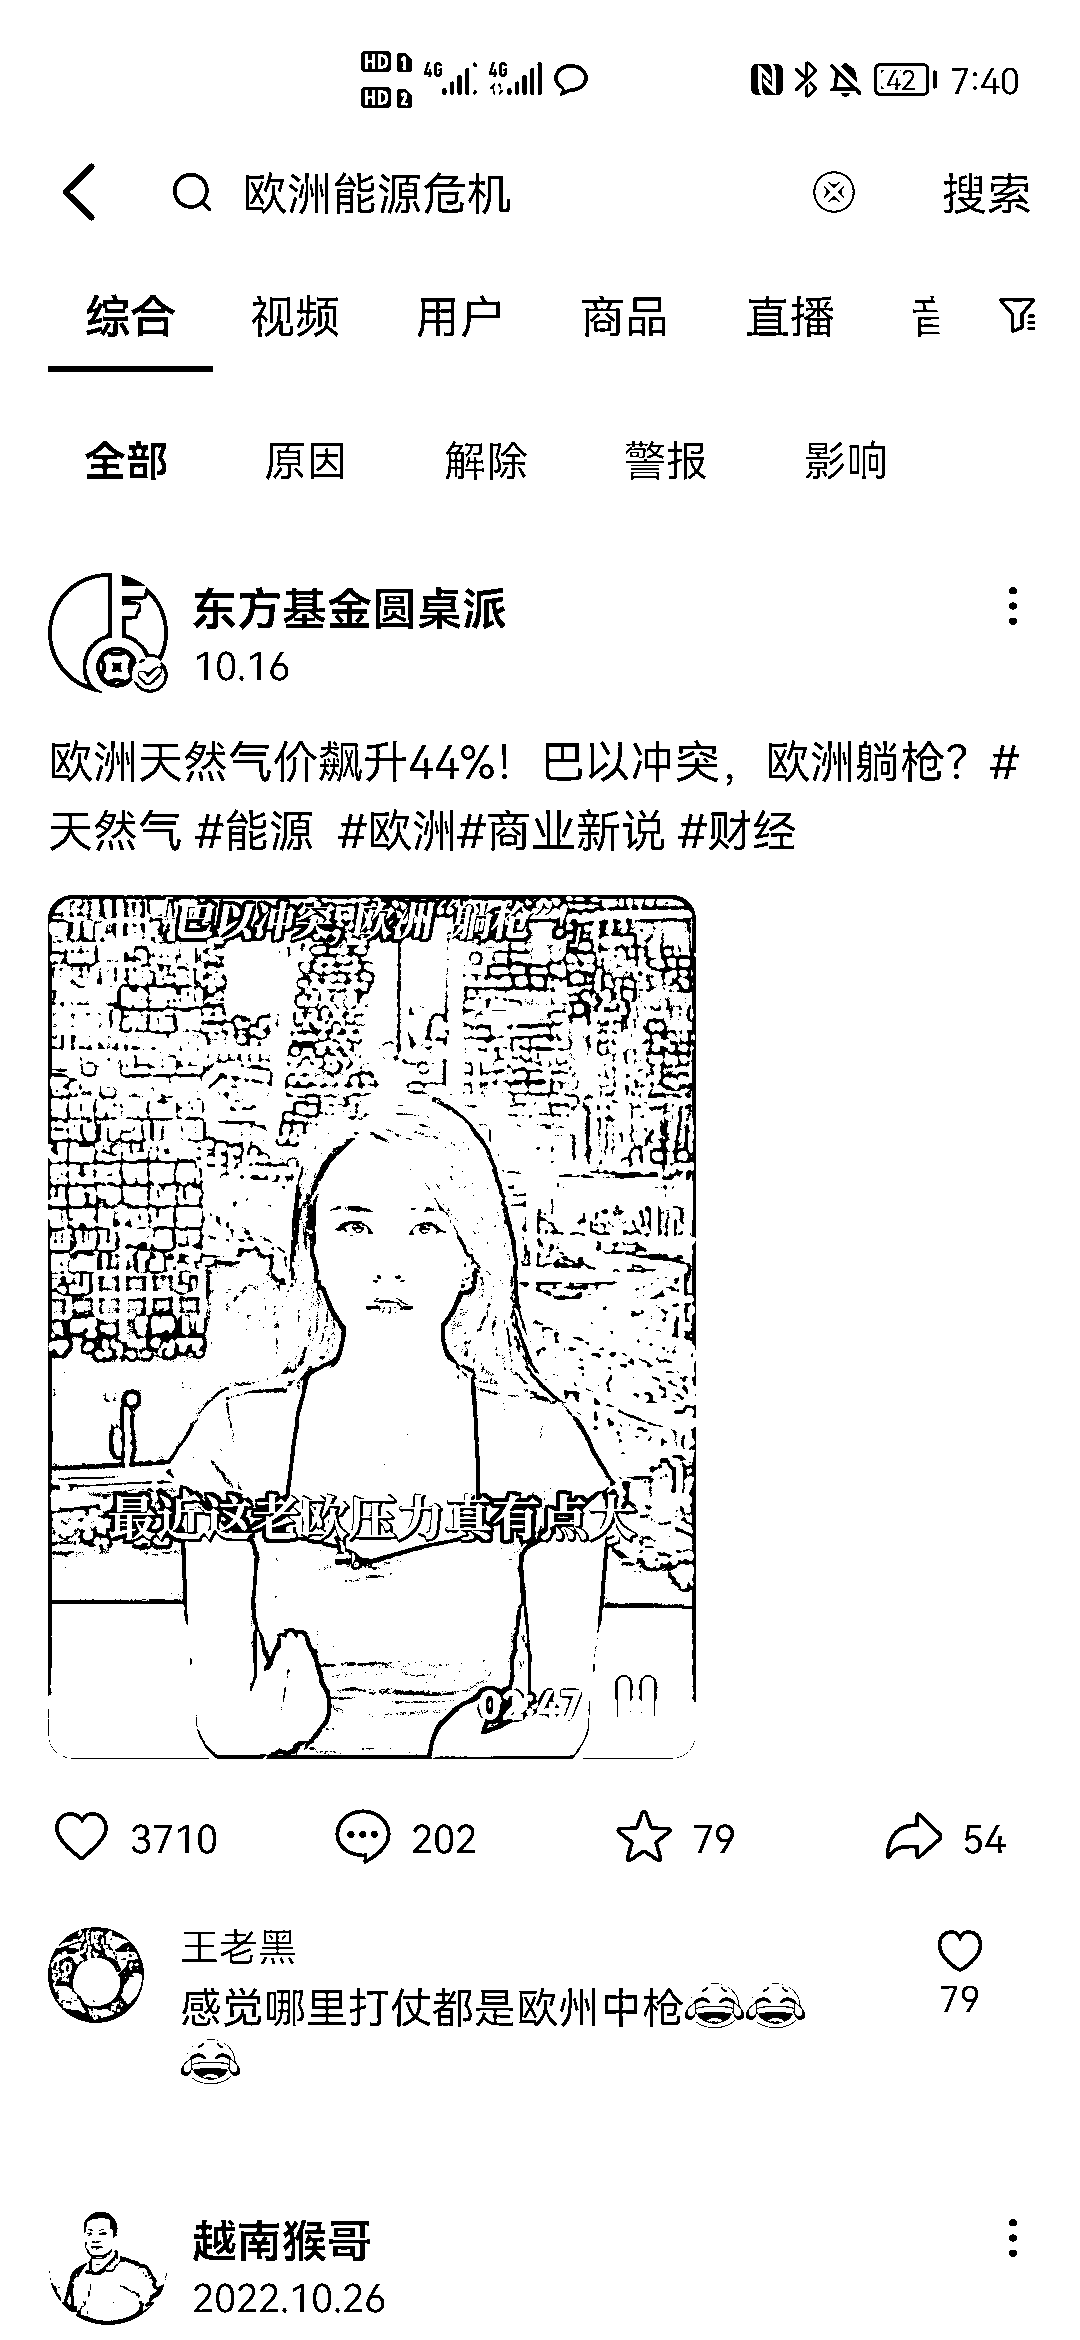 HD 1 4G 4G 42 7:40
HD 2
欧洲能源危机 搜索
综合 视频 用户 商品 直播
全部 原因 解除 警报 影响
东方基金圆桌派
10.16
欧洲天然气价飙升44%！巴以冲突，欧洲躺枪？#
天然气 #能源 #欧洲#商业新说 #财经
巴以冲突,欧洲“躺枪”!
最近这老欧压力真有点大
02:47
3710 202 79 54
王老黑
感觉哪里打仗都是欧州中枪😂😂
😂
79
越南猴哥
2022.10.26